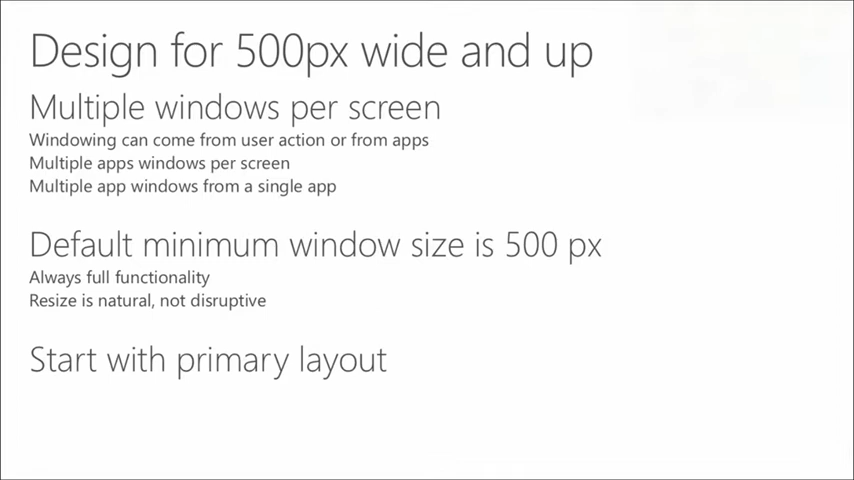 Design for 500px wide and up
Multiple windows per screen
Windowing can come from user action or from apps
Multiple apps windows per screen
Multiple app windows from a single app
Default minimum window size is 500 px
Always full functionality
Resize is natural, not disruptive
Start with primary layout